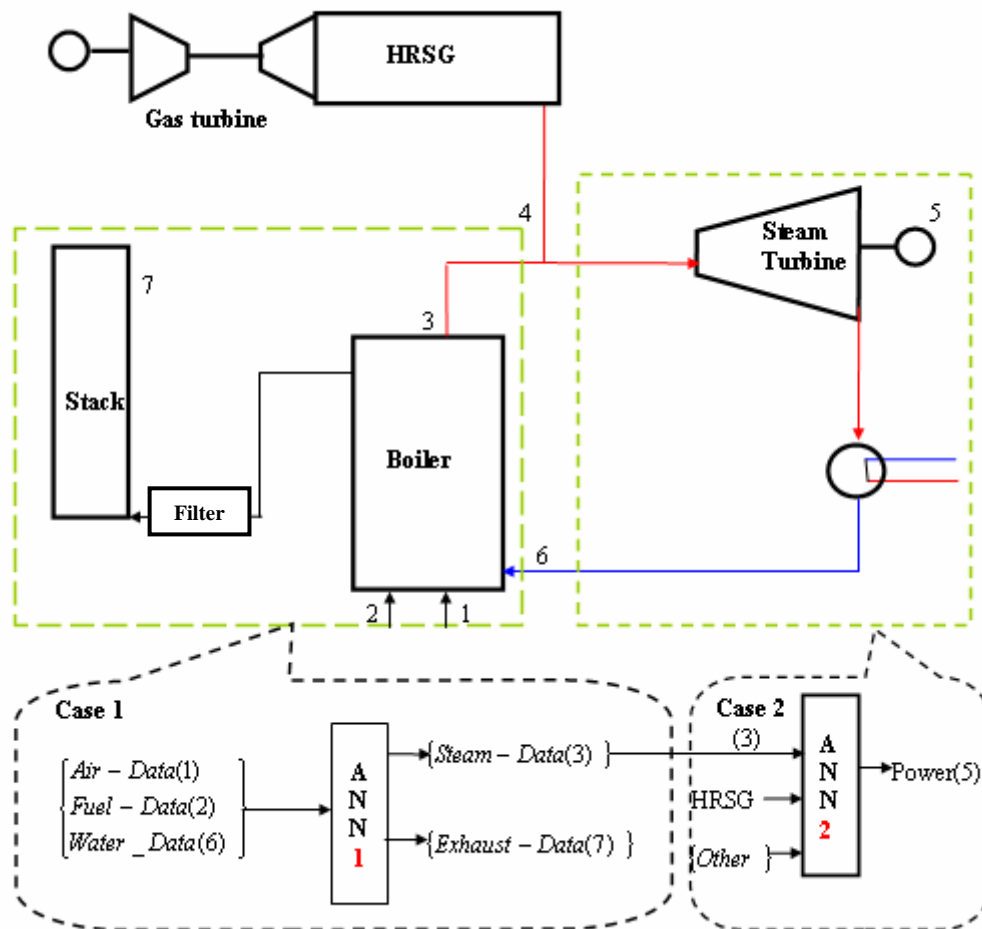 HRSG
Gas turbine
4
Steam
Turbine
5
7
3
Stack
Boiler
Filter
6
2
1
Case 1
Air – Data(1)
Fuel – Data(2)
Water _ Data(6)
A
N
N
1
{Steam – Data(3) }
{Exhaust – Data(7) }
Case 2
(3)
HRSG
{Other }
A
N
N
2
Power(5)